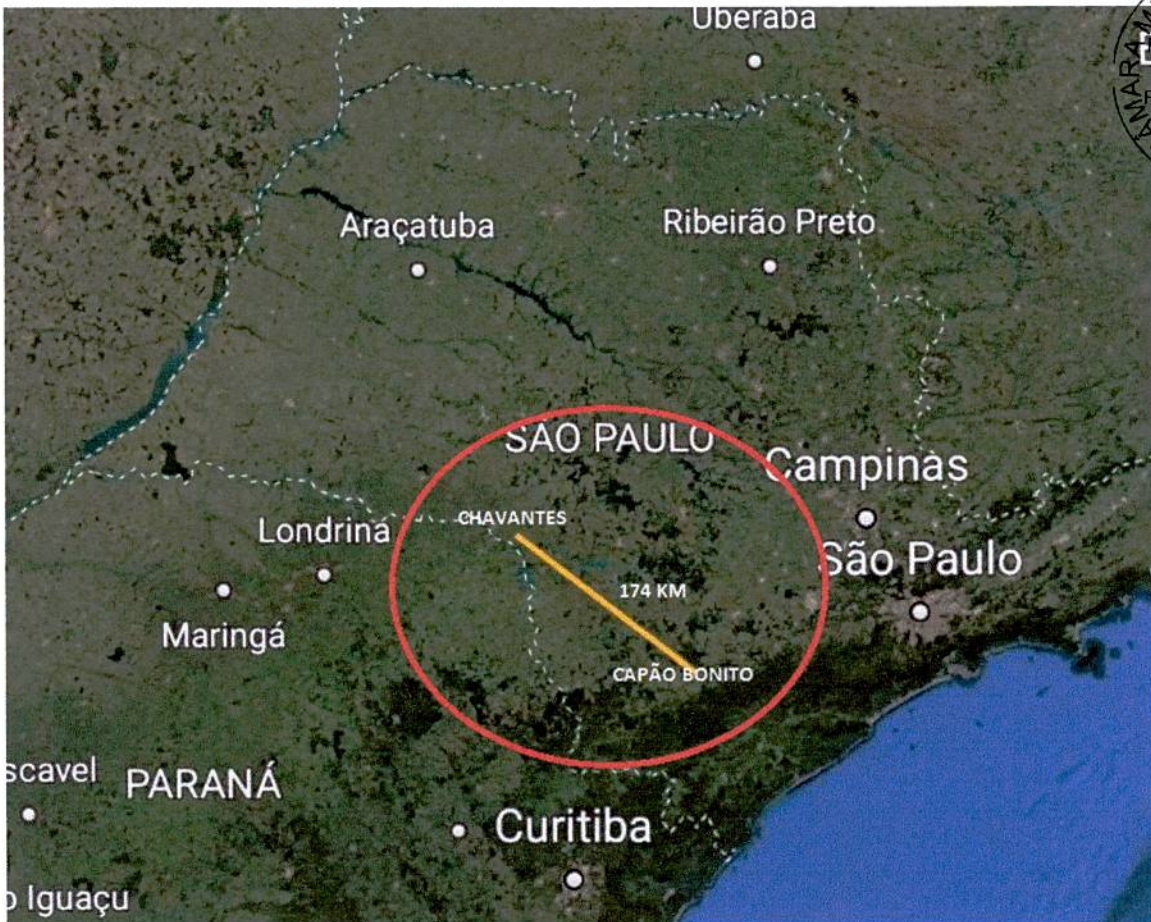 Uberaba
Araçatuba
Ribeirão Preto
SÃO PAULO
Campinas
CHAVANTES
Londrina
São Paulo
174 KM
Maringá
CAPÃO BONITO
scavel
PARANÁ
Curitiba
o Iguaçu
AMARA M